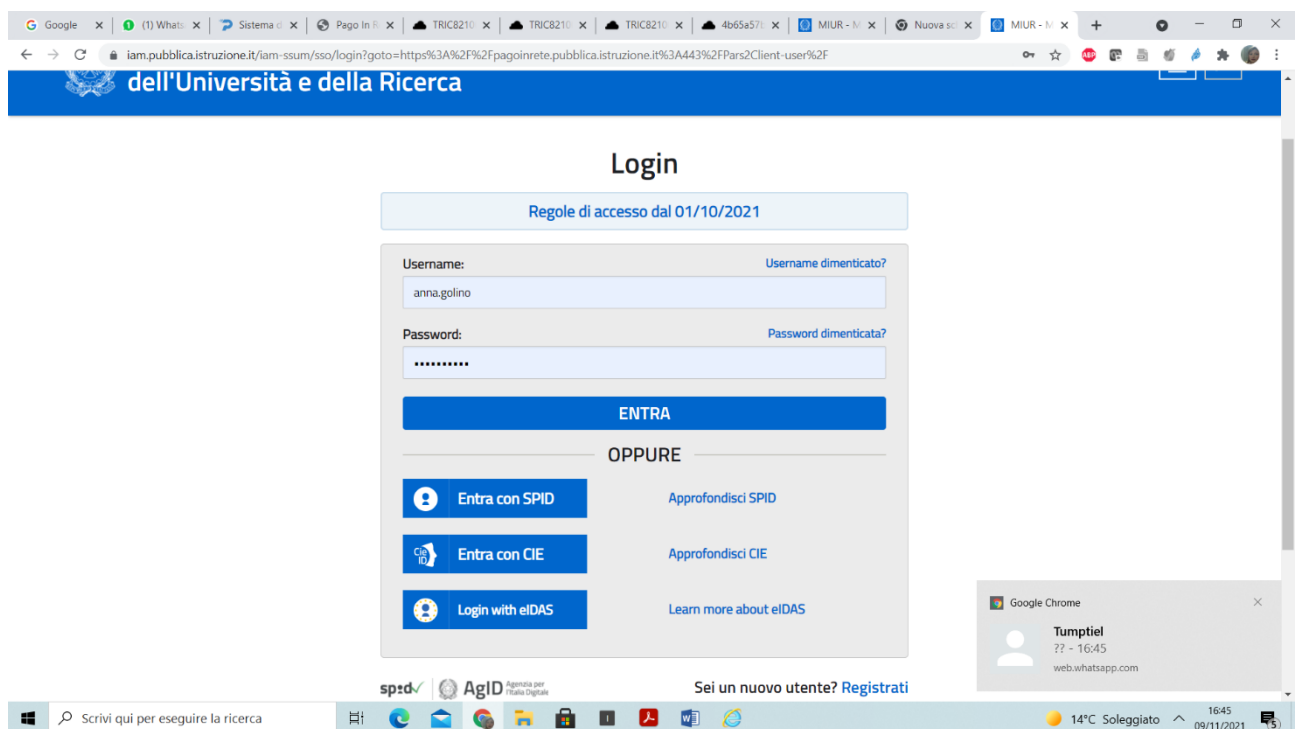 Google
(1) Whats
Sistema d
Pago In R
TRIC8210
TRIC8210
TRIC8210
4b65a57(
MIUR - M
Nuova sc
MIUR - M
iam.pubblica.istruzione.it/iam-ssum/sso/login?goto=https%3A%2F%2Fpagoinrete.pubblica.istruzione.it%3A443%2FPars2Client-user%2F
dell'Università e della Ricerca
Login
Regole di accesso dal 01/10/2021
Username: Username dimenticato?
anna.golino
Password: Password dimenticata?
ENTRA
OPPURE
Entra con SPID Approfondisci SPID
Entra con CIE Approfondisci CIE
Login with eIDAS Learn more about eIDAS
Google Chrome
Tumptiel
?? - 16:45
web.whatsapp.com
sp:d AgID Agenzia per l'Italia Digitale
Sei un nuovo utente? Registrati
Scrivi qui per eseguire la ricerca
14°C Soleggiato
16:45
09/11/2021